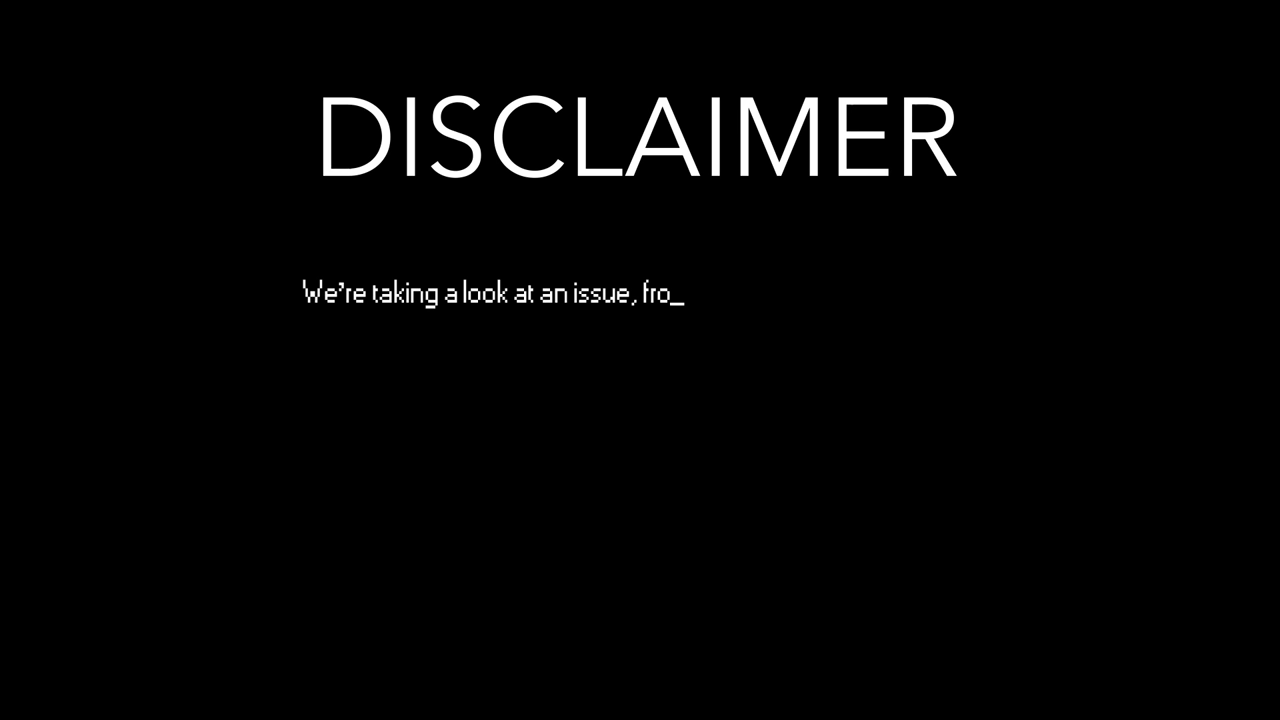 DISCLAIMER
We're taking a look at an issue, fro_